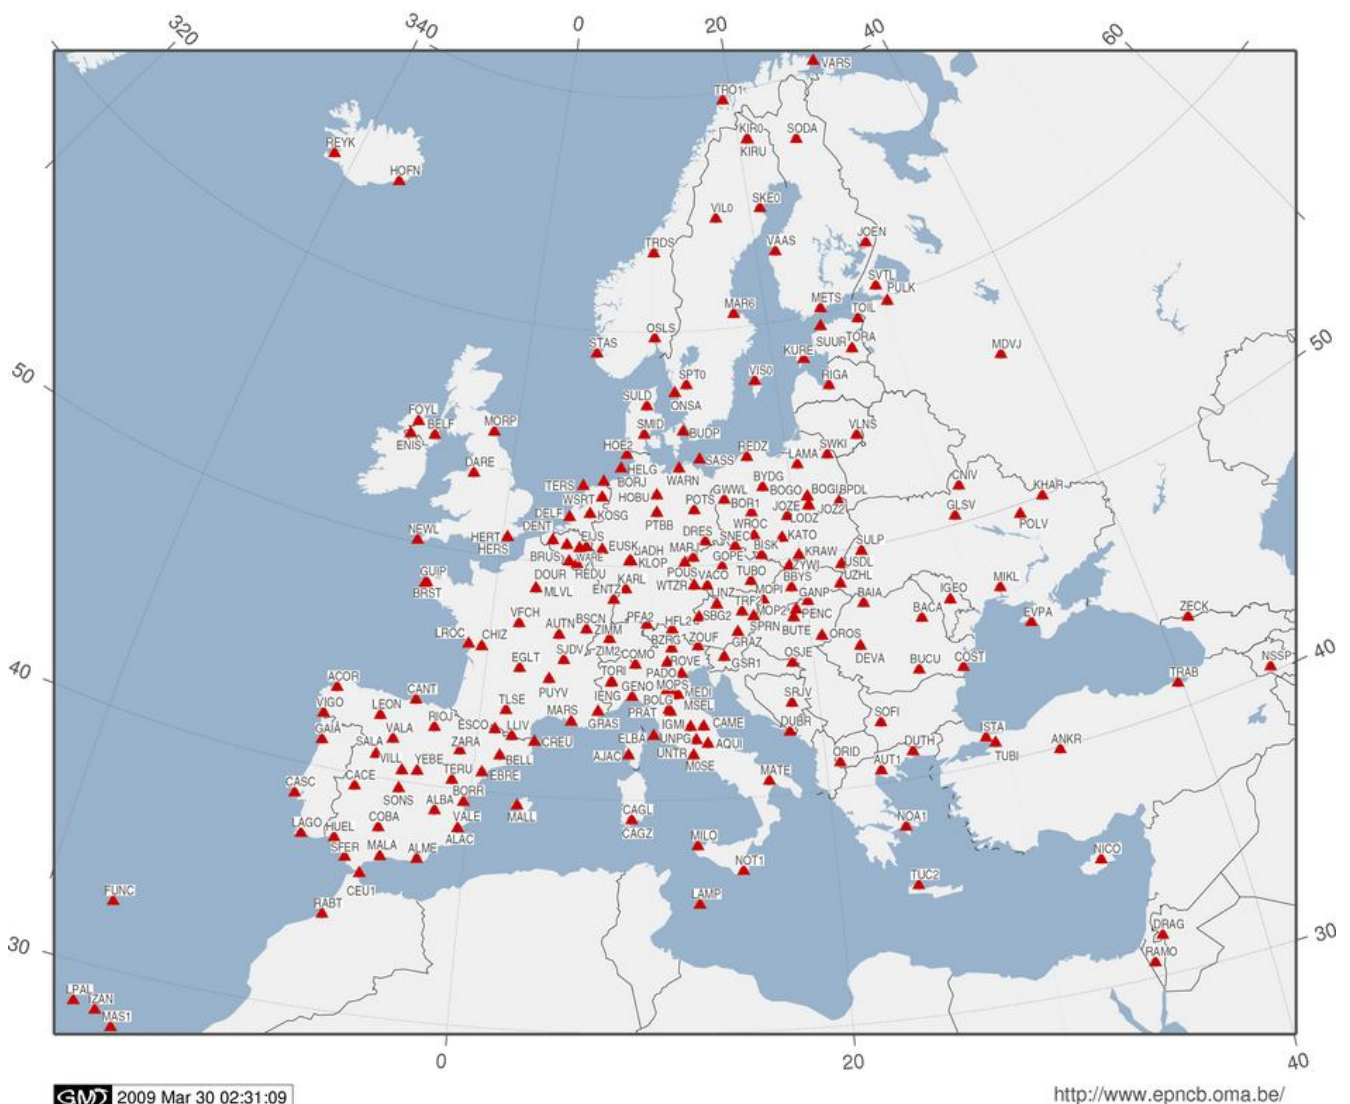 320
340
0
20
40
60
VARS
TRO1
KIR0
SODA
KIRU
REYK
HOFN
SKE0
VIL0
VAAS
JOEN
TRDS
SVTL
PULK
METS
MAR6
TOIL
OSLS
SUUR
TORA
STAS
KURE
MDVJ
50
50
SPT0
VIS0
RIGA
SULD
ONSA
FOYL
BELF
MORP
SMID
BUDP
VLNS
ENIS
HOE2
REDZ
SWKI
DARE
HELG
SASS
LAMA
TERS
BORJ
WARN
BYDG
CNIV
KHAR
WSRT
HOBU
POTS
GWWL
BOGO
BOGI
BPDL
DELF
KOSG
BOR1
JOZE
JOZ2
GLSV
POLV
DENT
PTBB
WROC
LODZ
NEWL
HERT
HERS
EIJS
DRES
SNEC
KATO
SULP
BRUS
WARE
EUSK
MARJ
GOPE
BISK
KRAW
USDL
KLOP
ZYWI
GUIP
BRST
DOUR
REDU
KARL
POUS
VACO
TUBO
BBYS
UZHL
MIKL
MLVL
ENTZ
WTZR
LINZ
MOPI
GANP
BAIA
IGEO
VFCH
TRF2
MOP2
PENC
BACA
EVPA
ZECK
BSCN
PFA2
SBG2
SPRN
AUTN
HFL2
BUTE
OROS
LROC
CHIZ
ZIMM
BZRG
ZOUF
GRAZ
ZIM2
COMO
GSR1
OSJE
DEVA
40
40
SJDV
ROVE
BUCU
COST
NSSP
EGLT
TORI
PADO
TRAB
ACOR
PUYV
IENG
GENO
MOPS
MEDI
CANT
SRJV
VIGO
LEON
TLSE
MARS
GRAS
BOLG
MSEL
RIOJ
PRAT
SOFI
GAIA
ESCO
LLIV
IGMI
CAME
DUBR
ISTA
VALA
CREU
ELBA
UNPG
AQUI
DUTH
ANKR
SALA
ZARA
AJAC
UNTR
ORID
TUBI
VILL
YEBE
BELL
M0SE
AUT1
TERU
EBRE
MATE
CASC
CACE
SONS
BORR
ALBA
MALL
CAGL
CAGZ
COBA
VALE
NOA1
LAGO
HUEL
ALAC
MILO
SFER
MALA
ALME
NOT1
NICO
CEU1
TUC2
FUNC
RABT
LAMP
DRAG
30
30
RAMO
LPAL
IZAN
MAS1
0
20
40
GMD 2009 Mar 30 02:31:09
http://www.epncb.oma.be/